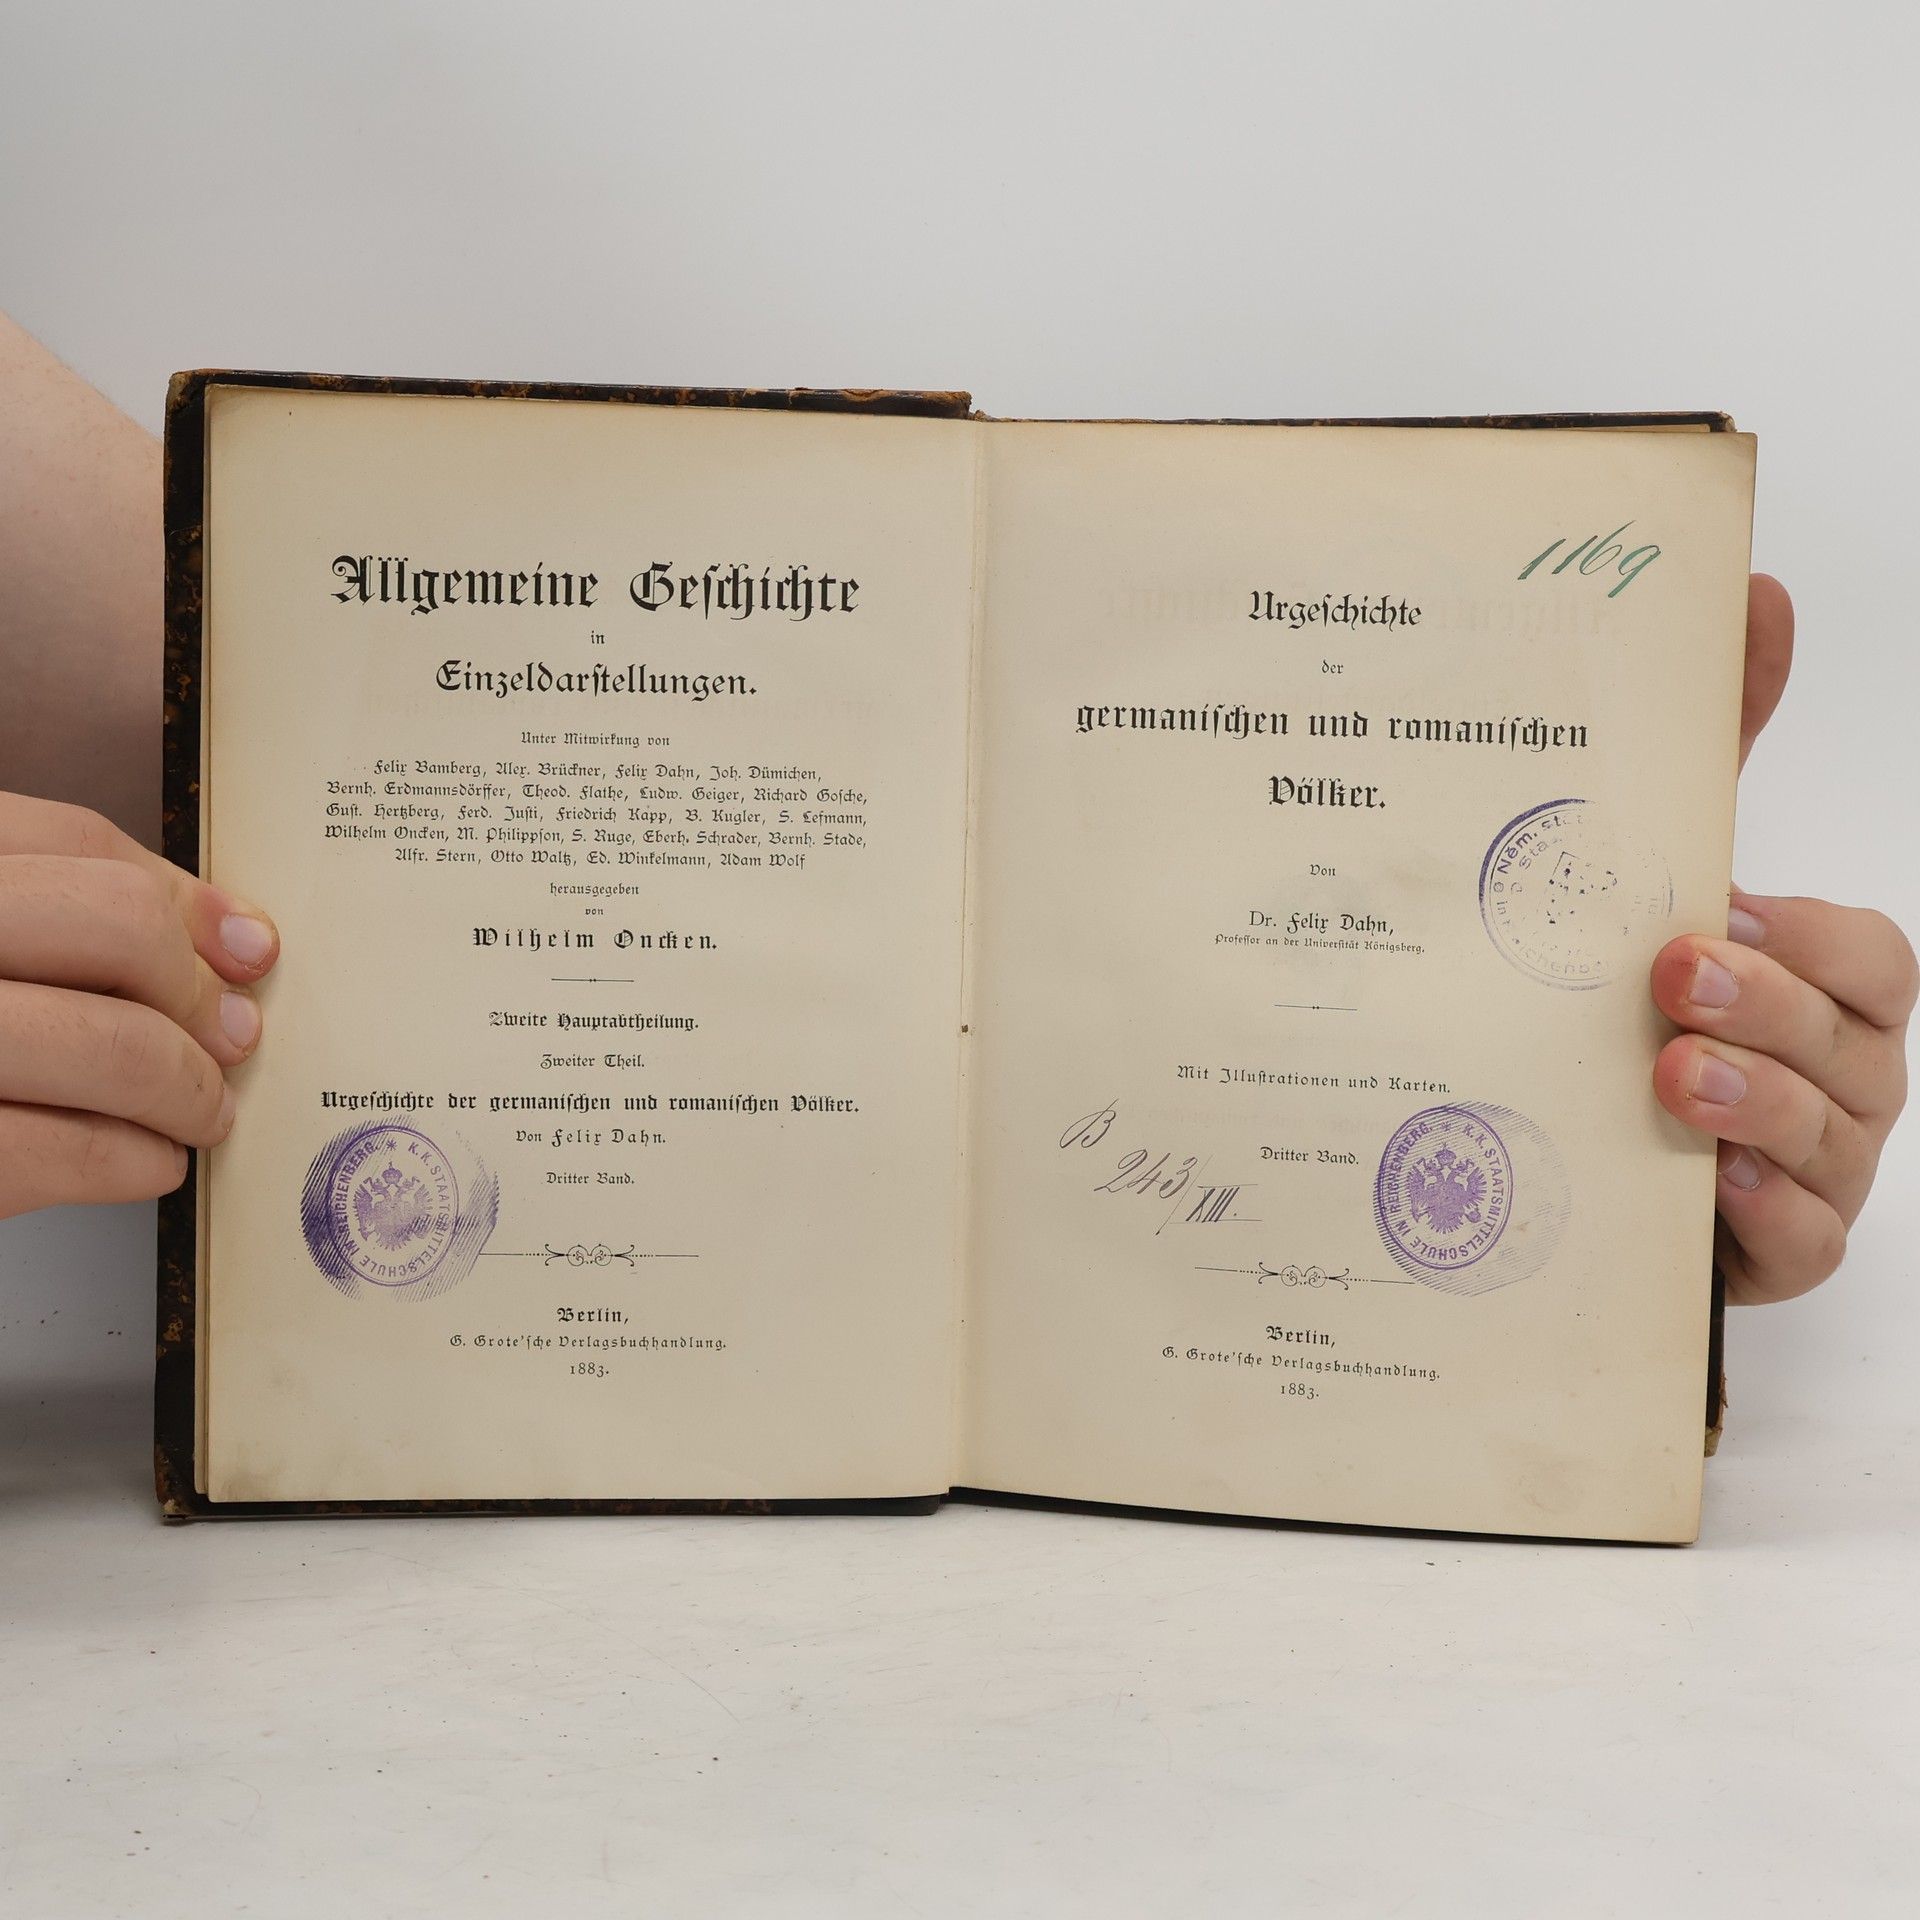 Allgemeine Geschichte
in
Einzeldarstellungen.
Unter Mitwirkung von
Felix Bamberg, Alex. Brückner, Felix Dahn, Joh. Dümichen,
Bernh. Erdmannsdörffer, Theod. Flathe, Ludw. Geiger, Richard Gosche,
Gust. Hertzberg, Ferd. Justi, Friedrich Kapp, B. Kugler, S. Lefmann,
Wilhelm Oncken, M. Philippson, S. Ruge, Eberh. Schrader, Bernh. Stade,
Alfr. Stern, Otto Waltz, Ed. Winkelmann, Adam Wolf
herausgegeben
von
Wilhelm Oncken.
Zweite Hauptabtheilung.
Zweiter Theil.
Urgeschichte der germanischen und romanischen Völker.
Von Felix Dahn.
Dritter Band.
K. K. STAATSMITTELSCHULE IN REICHENBERG. *
Berlin,
G. Grote'sche Verlagsbuchhandlung.
1883.
1169
Urgeschichte
der
germanischen und romanischen
Völker.
Von
Dr. Felix Dahn,
Professor an der Universität Königsberg.
Něm.
Mit Illustrationen und Karten.
B
243/XIII.
Dritter Band.
K. K. STAATSMITTELSCHULE IN REICHENBERG. *
Berlin,
G. Grote'sche Verlagsbuchhandlung.
1883.